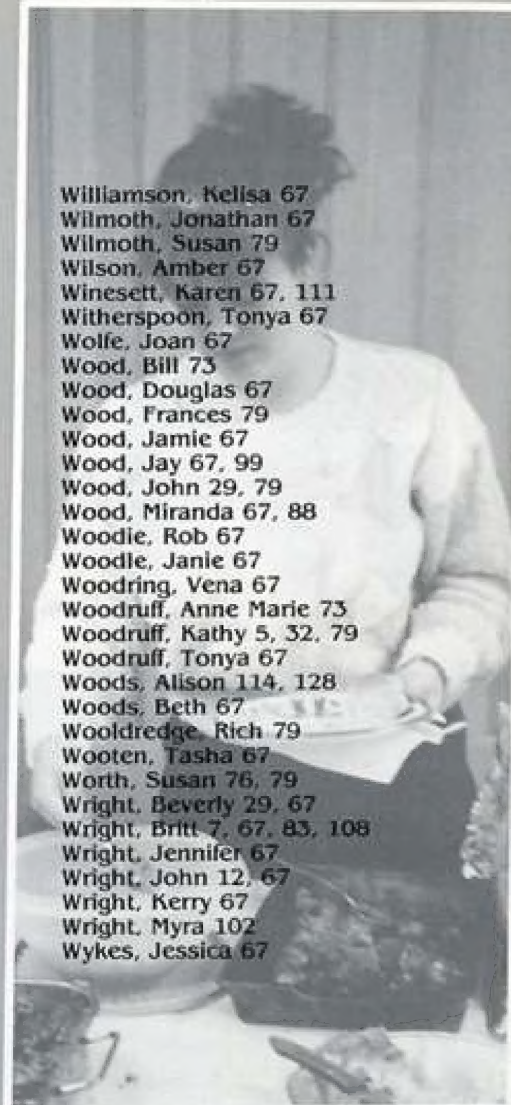 Williamson, Kelisa 67
Wilmoth, Jonathan 67
Wilmoth, Susan 79
Wilson, Amber 67
Winesett, Karen 67, 111
Witherspoon, Tonya 67
Wolfe, Joan 67
Wood, Bill 73
Wood, Douglas 67
Wood, Frances 79
Wood, Jamie 67
Wood, Jay 67, 99
Wood, John 29, 79
Wood, Miranda 67, 88
Woodie, Rob 67
Woodle, Janie 67
Woodring, Vena 67
Woodruff, Anne Marie 73
Woodruff, Kathy 5, 32, 79
Woodruff, Tonya 67
Woods, Alison 114, 128
Woods, Beth 67
Wooldredge, Rich 79
Wooten, Tasha 67
Worth, Susan 76, 79
Wright, Beverly 29, 67
Wright, Britt 7, 67, 83, 108
Wright, Jennifer 67
Wright, John 12, 67
Wright, Kerry 67
Wright, Myra 102
Wykes, Jessica 67